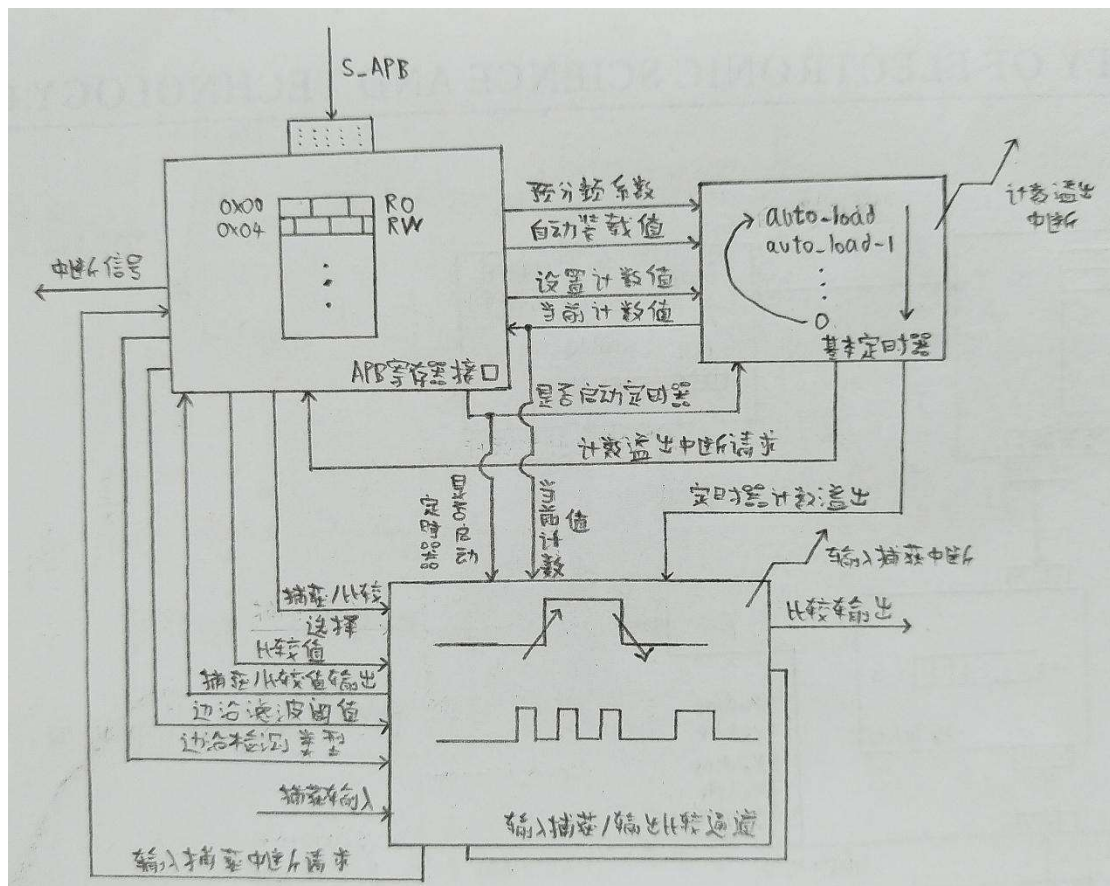 S_APB
0X00 RO
0X04 RW
APB寄存器接口
中断信号
预分频系数
自动装载值
设置计数值
当前计数值
auto_load
auto_load-1
0
基本定时器
计数溢出
中断
是否启动定时器
计数溢出中断请求
定时器计数溢出
是否启动
定时器
当前计数
值
输入捕获中断
比较输出
捕获/比较
选择
比较值
捕获/比较值输出
边沿滤波阈值
边沿检测类型
捕获输入
输入捕获/输出比较通道
输入捕获中断请求